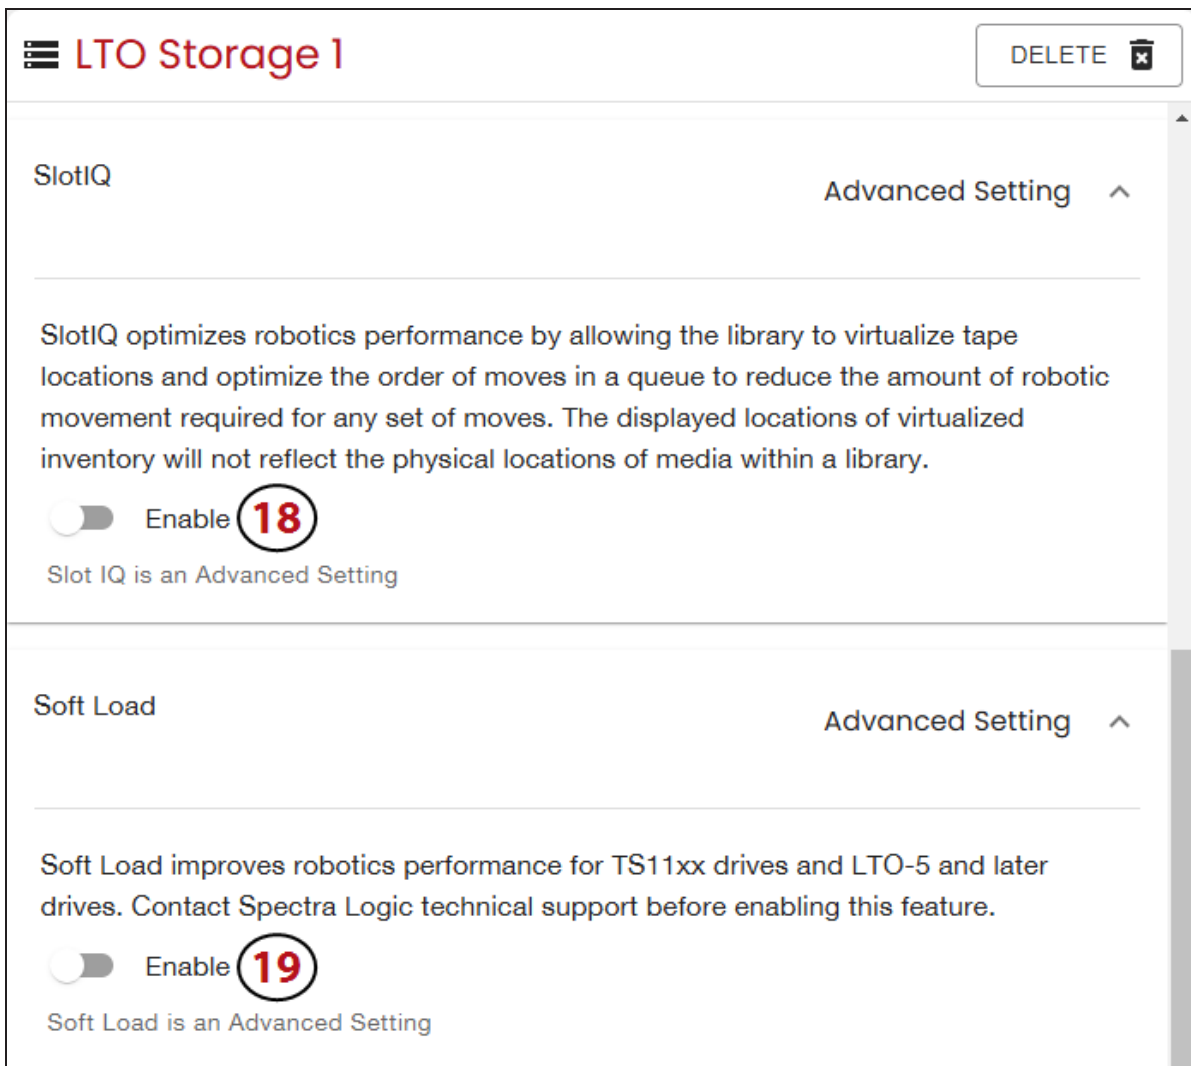 LTO Storage 1
DELETE
SlotIQ
Advanced Setting
SlotIQ optimizes robotics performance by allowing the library to virtualize tape
locations and optimize the order of moves in a queue to reduce the amount of robotic
movement required for any set of moves. The displayed locations of virtualized
inventory will not reflect the physical locations of media within a library.
Enable 18
Slot IQ is an Advanced Setting
Soft Load
Advanced Setting
Soft Load improves robotics performance for TS11xx drives and LTO-5 and later
drives. Contact Spectra Logic technical support before enabling this feature.
Enable 19
Soft Load is an Advanced Setting